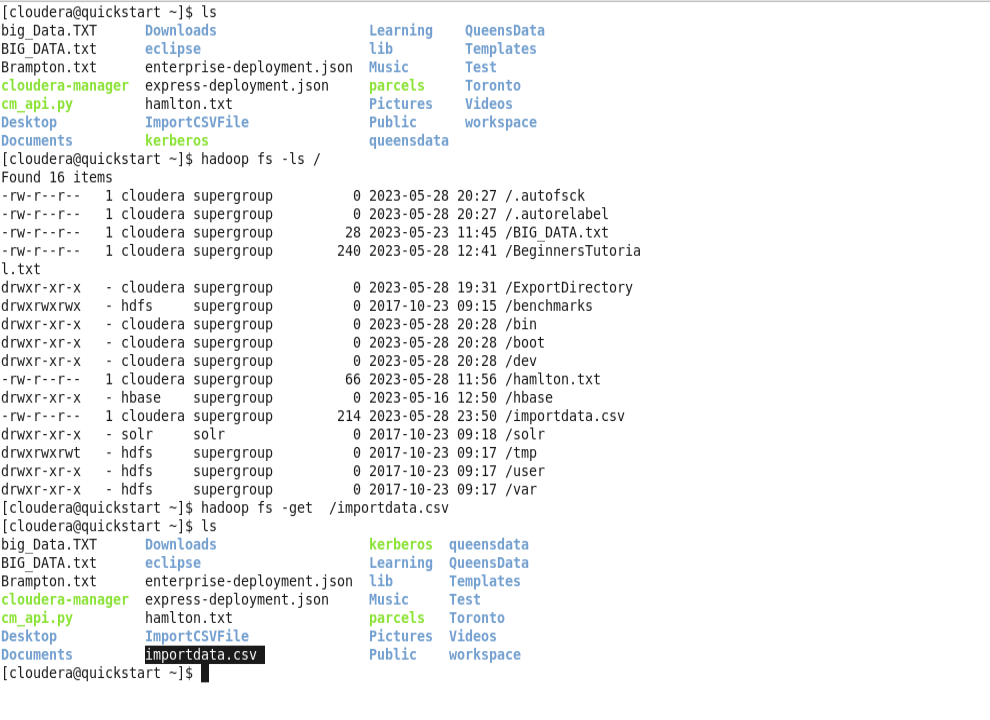 [cloudera@quickstart ~]$ ls
big_Data.TXT      Downloads                   Learning    QueensData
BIG_DATA.txt      eclipse                     lib         Templates
Brampton.txt      enterprise-deployment.json  Music       Test
cloudera-manager  express-deployment.json     parcels     Toronto
cm_api.py         hamlton.txt                 Pictures    Videos
Desktop           ImportCSVFile               Public      workspace
Documents         kerberos                    queensdata
[cloudera@quickstart ~]$ hadoop fs -ls /
Found 16 items
-rw-r--r--   1 cloudera supergroup          0 2023-05-28 20:27 /.autofsck
-rw-r--r--   1 cloudera supergroup          0 2023-05-28 20:27 /.autorelabel
-rw-r--r--   1 cloudera supergroup         28 2023-05-23 11:45 /BIG_DATA.txt
-rw-r--r--   1 cloudera supergroup        240 2023-05-28 12:41 /BeginnersTutoria
l.txt
drwxr-xr-x   - cloudera supergroup          0 2023-05-28 19:31 /ExportDirectory
drwxrwxrwx   - hdfs     supergroup          0 2017-10-23 09:15 /benchmarks
drwxr-xr-x   - cloudera supergroup          0 2023-05-28 20:28 /bin
drwxr-xr-x   - cloudera supergroup          0 2023-05-28 20:28 /boot
drwxr-xr-x   - cloudera supergroup          0 2023-05-28 20:28 /dev
-rw-r--r--   1 cloudera supergroup         66 2023-05-28 11:56 /hamlton.txt
drwxr-xr-x   - hbase    supergroup          0 2023-05-16 12:50 /hbase
-rw-r--r--   1 cloudera supergroup        214 2023-05-28 23:50 /importdata.csv
drwxr-xr-x   - solr     solr                0 2017-10-23 09:18 /solr
drwxrwxrwt   - hdfs     supergroup          0 2017-10-23 09:17 /tmp
drwxr-xr-x   - hdfs     supergroup          0 2017-10-23 09:17 /user
drwxr-xr-x   - hdfs     supergroup          0 2017-10-23 09:17 /var
[cloudera@quickstart ~]$ hadoop fs -get  /importdata.csv
[cloudera@quickstart ~]$ ls
big_Data.TXT      Downloads                   kerberos  queensdata
BIG_DATA.txt      eclipse                     Learning  QueensData
Brampton.txt      enterprise-deployment.json  lib       Templates
cloudera-manager  express-deployment.json     Music     Test
cm_api.py         hamlton.txt                 parcels   Toronto
Desktop           ImportCSVFile               Pictures  Videos
Documents         importdata.csv              Public    workspace
[cloudera@quickstart ~]$